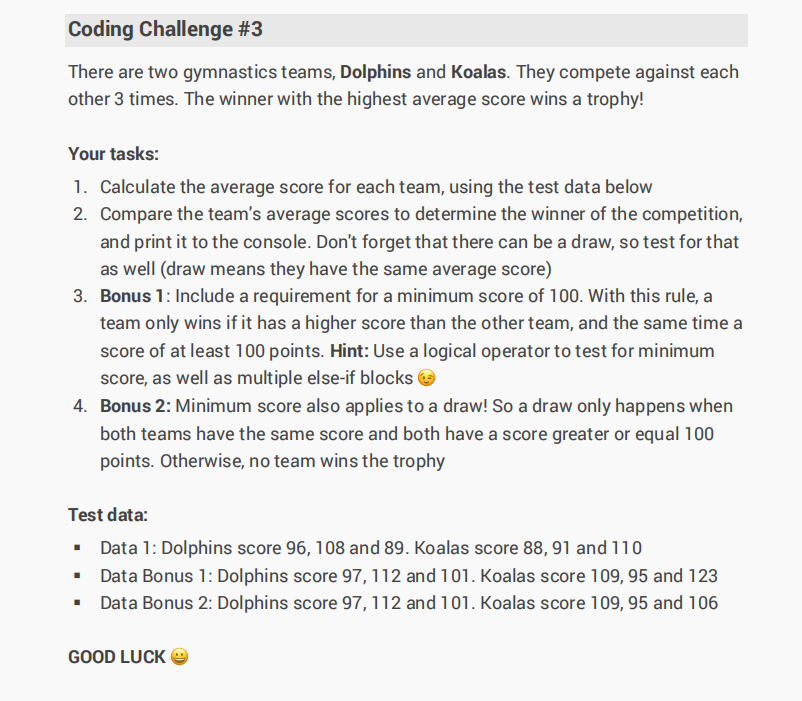 Coding Challenge #3
There are two gymnastics teams, Dolphins and Koalas. They compete against each
other 3 times. The winner with the highest average score wins a trophy!
Your tasks:
1. Calculate the average score for each team, using the test data below
2. Compare the team's average scores to determine the winner of the competition,
and print it to the console. Don't forget that there can be a draw, so test for that
as well (draw means they have the same average score)
3. Bonus 1: Include a requirement for a minimum score of 100. With this rule, a
team only wins if it has a higher score than the other team, and the same time a
score of at least 100 points. Hint: Use a logical operator to test for minimum
score, as well as multiple else-if blocks 😉
4. Bonus 2: Minimum score also applies to a draw! So a draw only happens when
both teams have the same score and both have a score greater or equal 100
points. Otherwise, no team wins the trophy
Test data:
▪ Data 1: Dolphins score 96, 108 and 89. Koalas score 88, 91 and 110
▪ Data Bonus 1: Dolphins score 97, 112 and 101. Koalas score 109, 95 and 123
▪ Data Bonus 2: Dolphins score 97, 112 and 101. Koalas score 109, 95 and 106
GOOD LUCK 😀